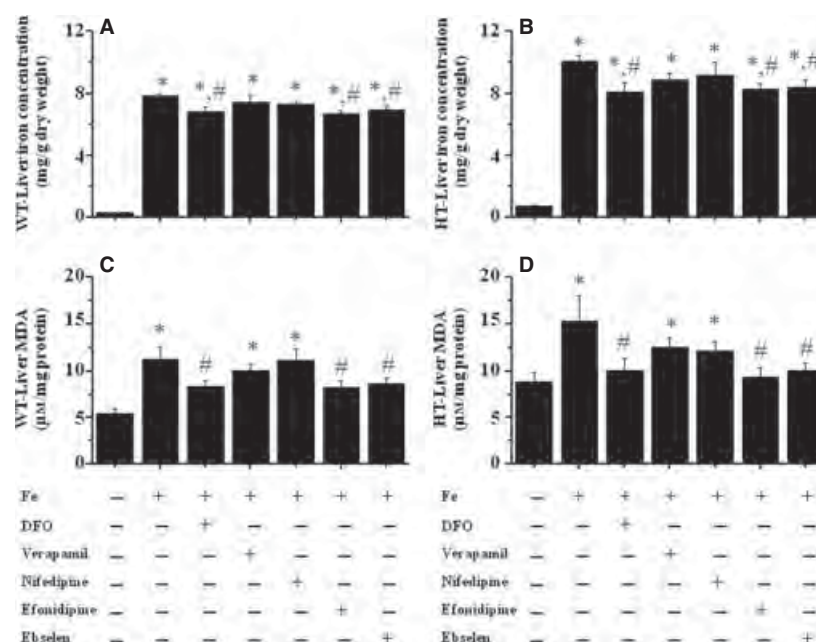 A
WT-Liver iron concentration
(mg/g dry weight)
12
8
4
0
* *,# * * *,# *,#
B
HT-Liver iron concentration
(mg/g dry weight)
12
8
4
0
* *,# * * *,# *,#
C
WT-Liver MDA
(µM/mg protein)
20
15
10
5
0
* # * * # #
D
HT-Liver MDA
(µM/mg protein)
20
15
10
5
0
* # * * # #
Fe − + + + + + +
DFO − − + − − − −
Verapamil − − − + − − −
Nifedipine − − − − + − −
Efonidipine − − − − − + −
Ebselen − − − − − − +
Fe − + + + + + +
DFO − − + − − − −
Verapamil − − − + − − −
Nifedipine − − − − + − −
Efonidipine − − − − − + −
Ebselen − − − − − − +